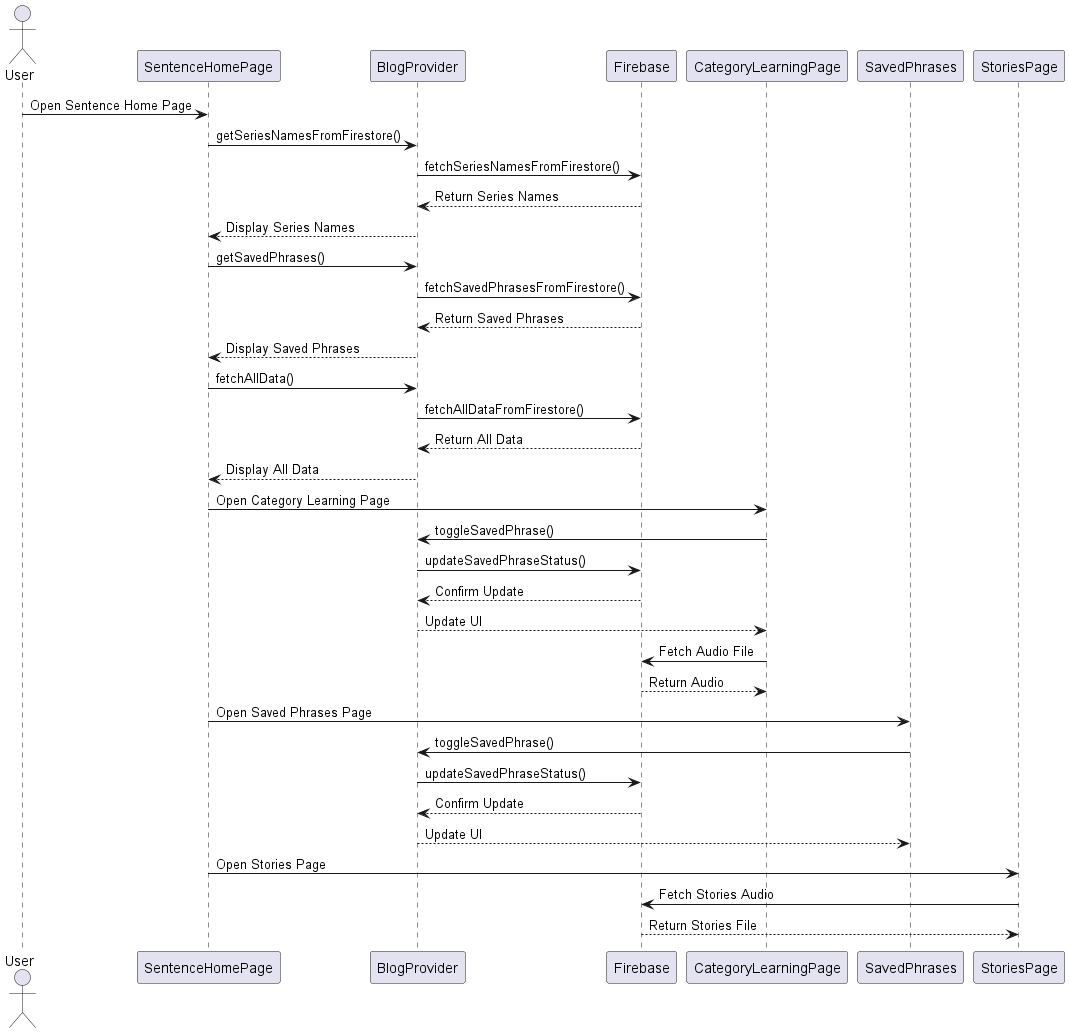 User
SentenceHomePage
BlogProvider
Firebase
CategoryLearningPage
SavedPhrases
StoriesPage
Open Sentence Home Page
getSeriesNamesFromFirestore()
fetchSeriesNamesFromFirestore()
Return Series Names
Display Series Names
getSavedPhrases()
fetchSavedPhrasesFromFirestore()
Return Saved Phrases
Display Saved Phrases
fetchAllData()
fetchAllDataFromFirestore()
Return All Data
Display All Data
Open Category Learning Page
toggleSavedPhrase()
updateSavedPhraseStatus()
Confirm Update
Update UI
Fetch Audio File
Return Audio
Open Saved Phrases Page
toggleSavedPhrase()
updateSavedPhraseStatus()
Confirm Update
Update UI
Open Stories Page
Fetch Stories Audio
Return Stories File
User
SentenceHomePage
BlogProvider
Firebase
CategoryLearningPage
SavedPhrases
StoriesPage